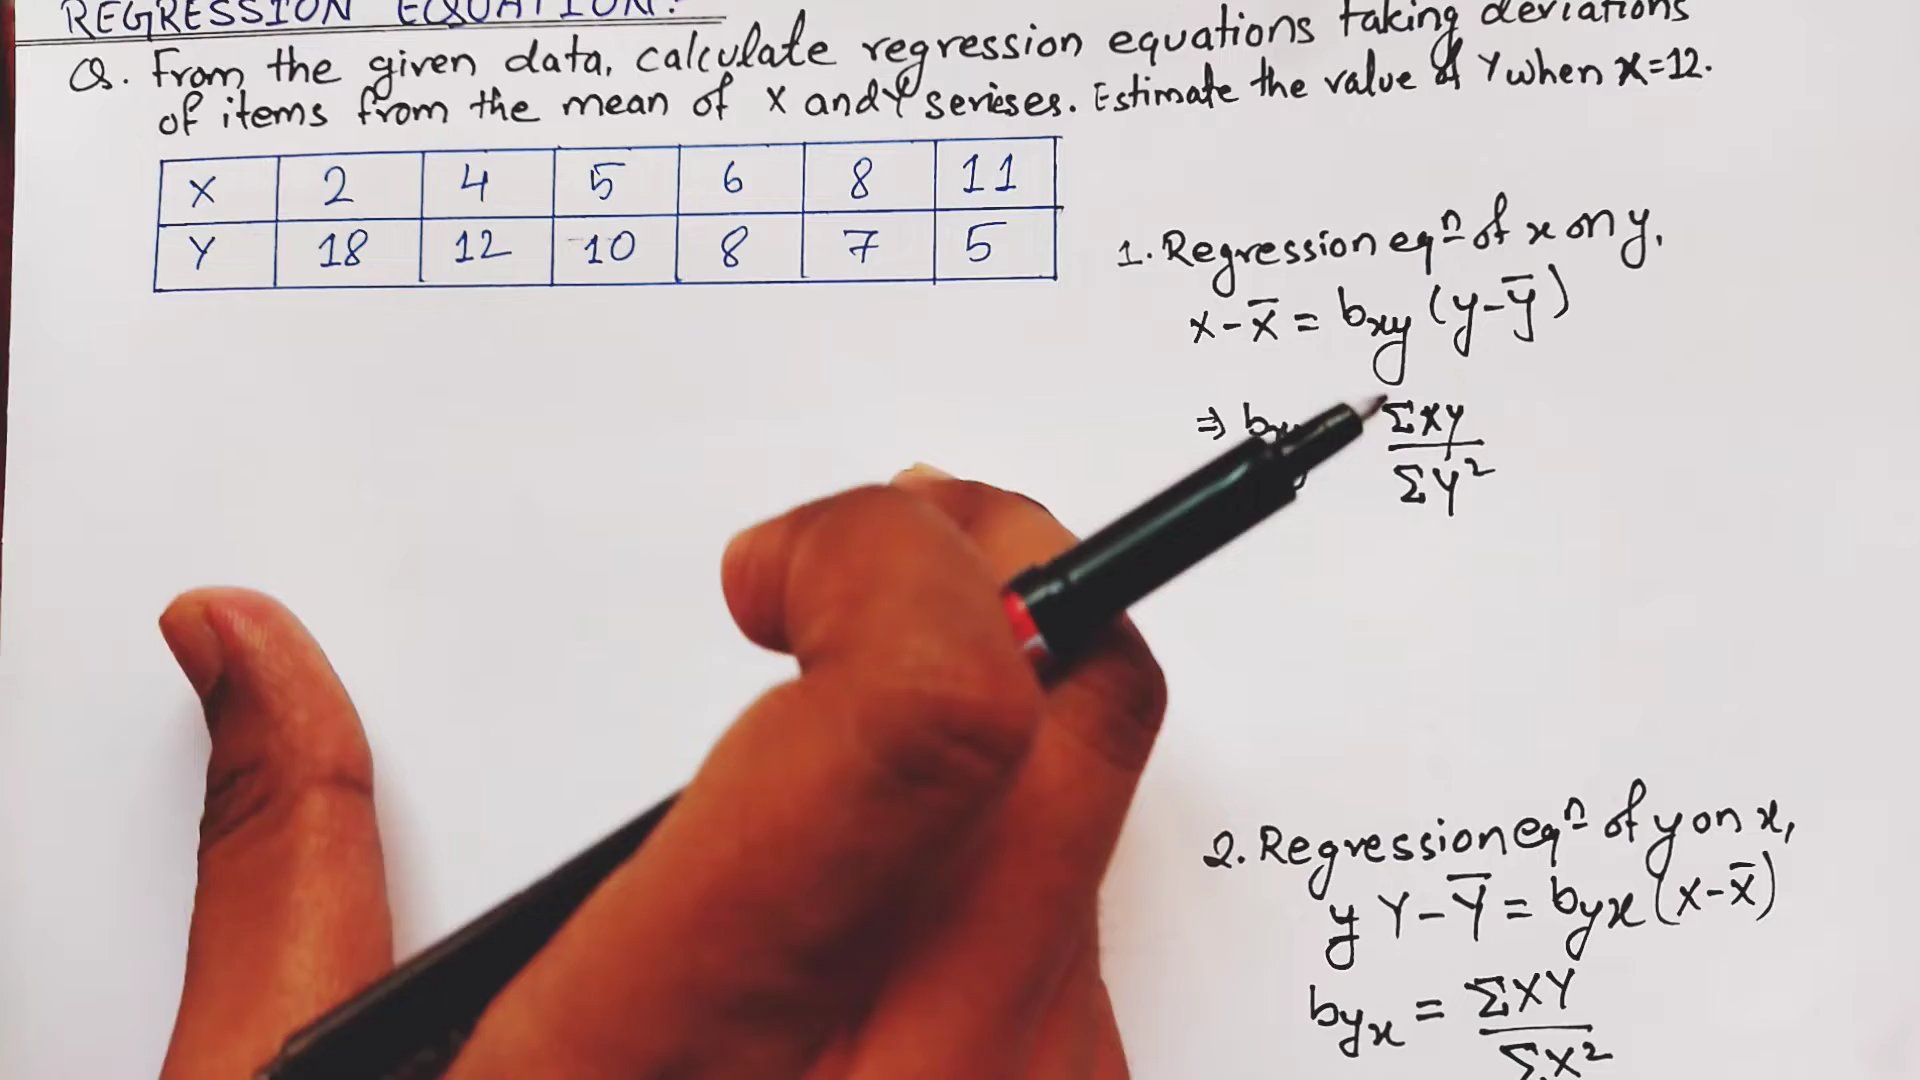 REGRESSION EQUATION:
Q. From the given data, calculate regression equations taking deviations
of items from the mean of X and Y serieses. Estimate the value of Y when X=12.
X 2 4 5 6 8 11
Y 18 12 10 8 7 5
1. Regression eqⁿ of x on y,
x-x̄ = bxy (y-ȳ)
⇒ ΣXY
ΣY²
2. Regression eqⁿ of y on x,
y Y-Ȳ = byx (x-x̄)
byx = ΣXY
ΣX²